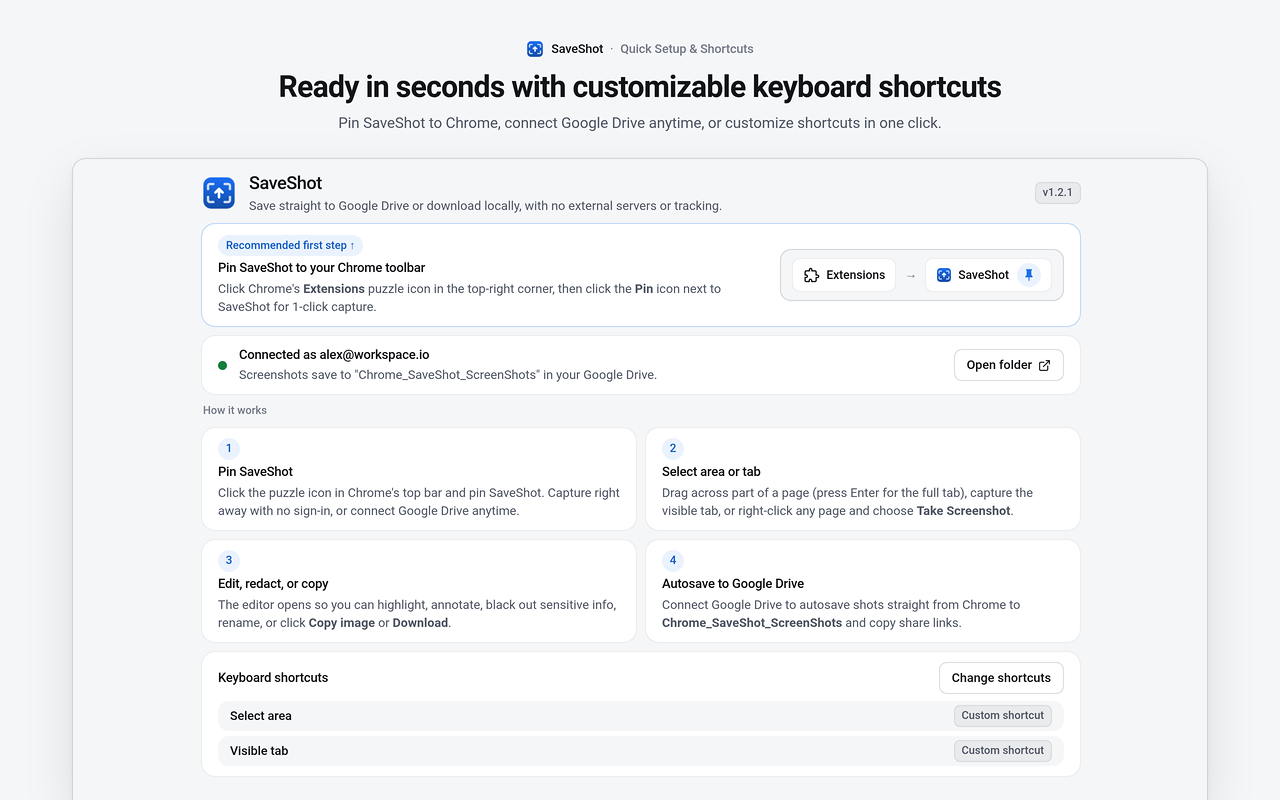 SaveShot · Quick Setup & Shortcuts
Ready in seconds with customizable keyboard shortcuts
Pin SaveShot to Chrome, connect Google Drive anytime, or customize shortcuts in one click.
SaveShot
Save straight to Google Drive or download locally, with no external servers or tracking.
v1.2.1
Recommended first step ↑
Pin SaveShot to your Chrome toolbar
Click Chrome's Extensions puzzle icon in the top-right corner, then click the Pin icon next to
SaveShot for 1-click capture.
Extensions → SaveShot
Connected as alex@workspace.io
Screenshots save to "Chrome_SaveShot_ScreenShots" in your Google Drive.
Open folder
How it works
1
Pin SaveShot
Click the puzzle icon in Chrome's top bar and pin SaveShot. Capture right
away with no sign-in, or connect Google Drive anytime.
2
Select area or tab
Drag across part of a page (press Enter for the full tab), capture the
visible tab, or right-click any page and choose Take Screenshot.
3
Edit, redact, or copy
The editor opens so you can highlight, annotate, black out sensitive info,
rename, or click Copy image or Download.
4
Autosave to Google Drive
Connect Google Drive to autosave shots straight from Chrome to
Chrome_SaveShot_ScreenShots and copy share links.
Keyboard shortcuts
Change shortcuts
Select area
Custom shortcut
Visible tab
Custom shortcut